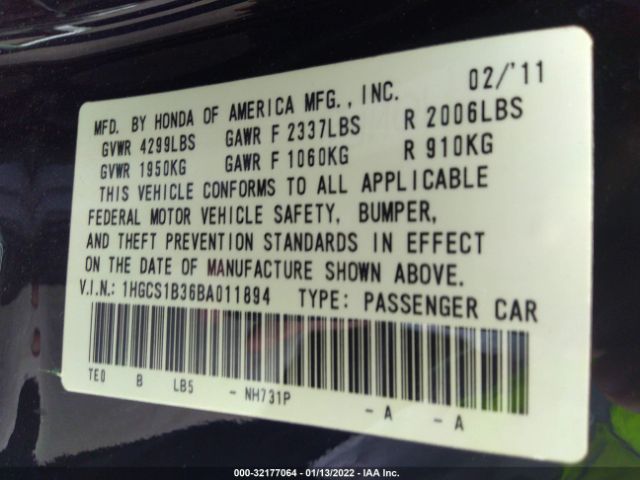 MFD. BY HONDA OF AMERICA MFG., INC. 02/'11
GVWR 4299LBS GAWR F 2337LBS R 2006LBS
GVWR 1950KG GAWR F 1060KG R 910KG
THIS VEHICLE CONFORMS TO ALL APPLICABLE
FEDERAL MOTOR VEHICLE SAFETY, BUMPER,
AND THEFT PREVENTION STANDARDS IN EFFECT
ON THE DATE OF MANUFACTURE SHOWN ABOVE.
V.I.N.: 1HGCS1B36BA011894 TYPE: PASSENGER CAR
TE0 B LB5 - NH731P - A - A
000-32177064 - 01/13/2022 - IAA Inc.